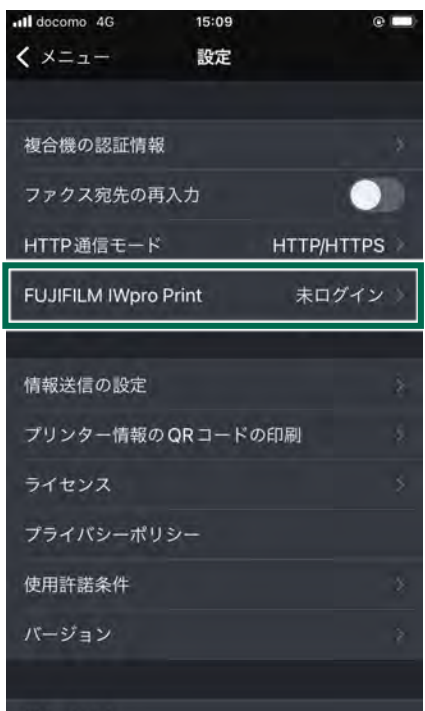 docomo 4G 15:09
メニュー 設定
複合機の認証情報
ファクス宛先の再入力
HTTP通信モード HTTP/HTTPS
FUJIFILM IWpro Print 未ログイン
情報送信の設定
プリンター情報のQRコードの印刷
ライセンス
プライバシーポリシー
使用許諾条件
バージョン